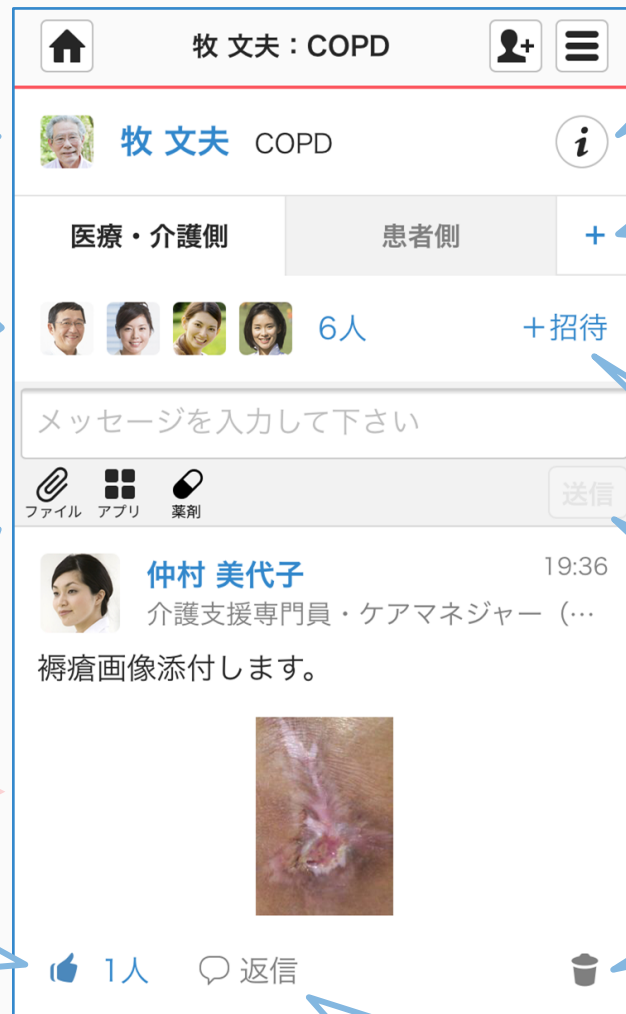 牧 文夫：COPD
牧 文夫 COPD
医療・介護側 患者側 +
6人 +招待
メッセージを入力して下さい
ファイル アプリ 薬剤 送信
仲村 美代子 19:36
介護支援専門員・ケアマネジャー（…
褥瘡画像添付します。
1人 返信